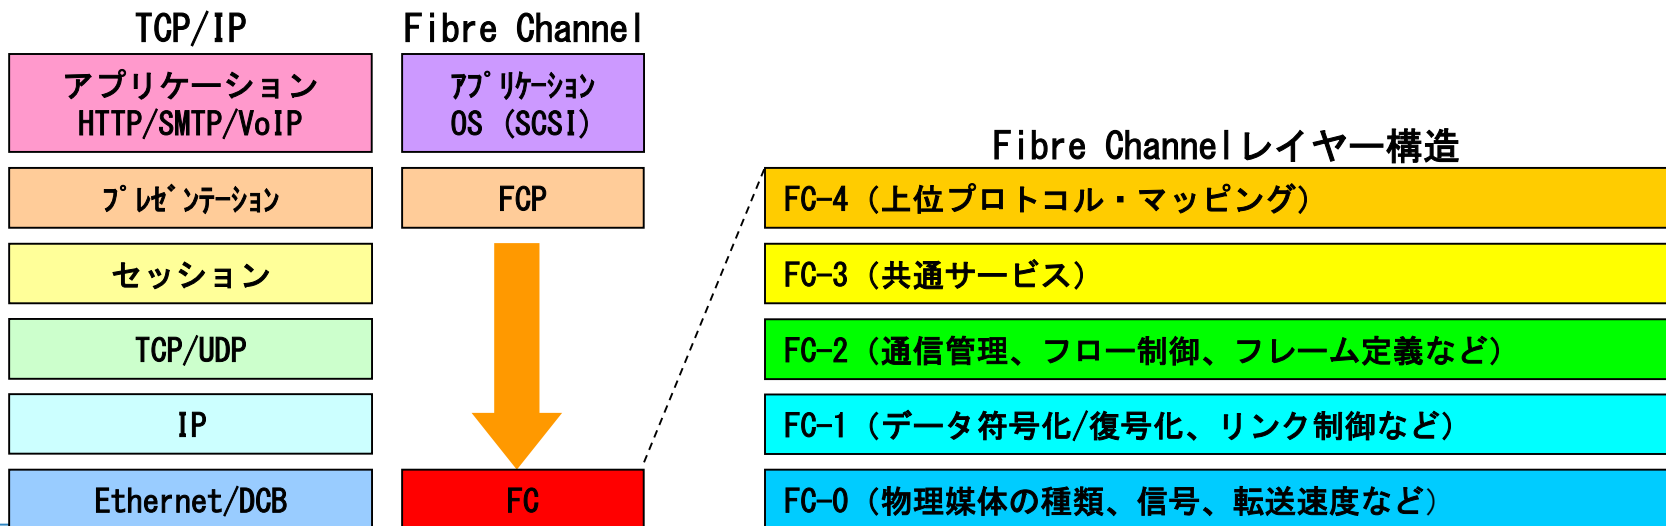 TCP/IP
アプリケーション
HTTP/SMTP/VoIP
プレゼンテーション
セッション
TCP/UDP
IP
Ethernet/DCB
Fibre Channel
アプリケーション
OS (SCSI)
FCP
FC
Fibre Channelレイヤー構造
FC-4（上位プロトコル・マッピング）
FC-3（共通サービス）
FC-2（通信管理、フロー制御、フレーム定義など）
FC-1（データ符号化/復号化、リンク制御など）
FC-0（物理媒体の種類、信号、転送速度など）